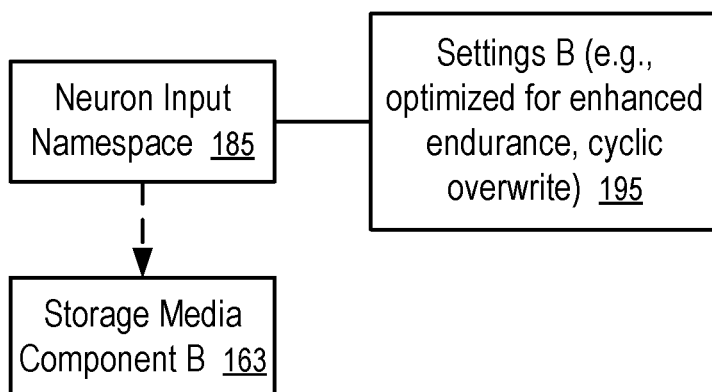 Neuron Input
Namespace 185
Settings B (e.g.,
optimized for enhanced
endurance, cyclic
overwrite) 195
Storage Media
Component B 163